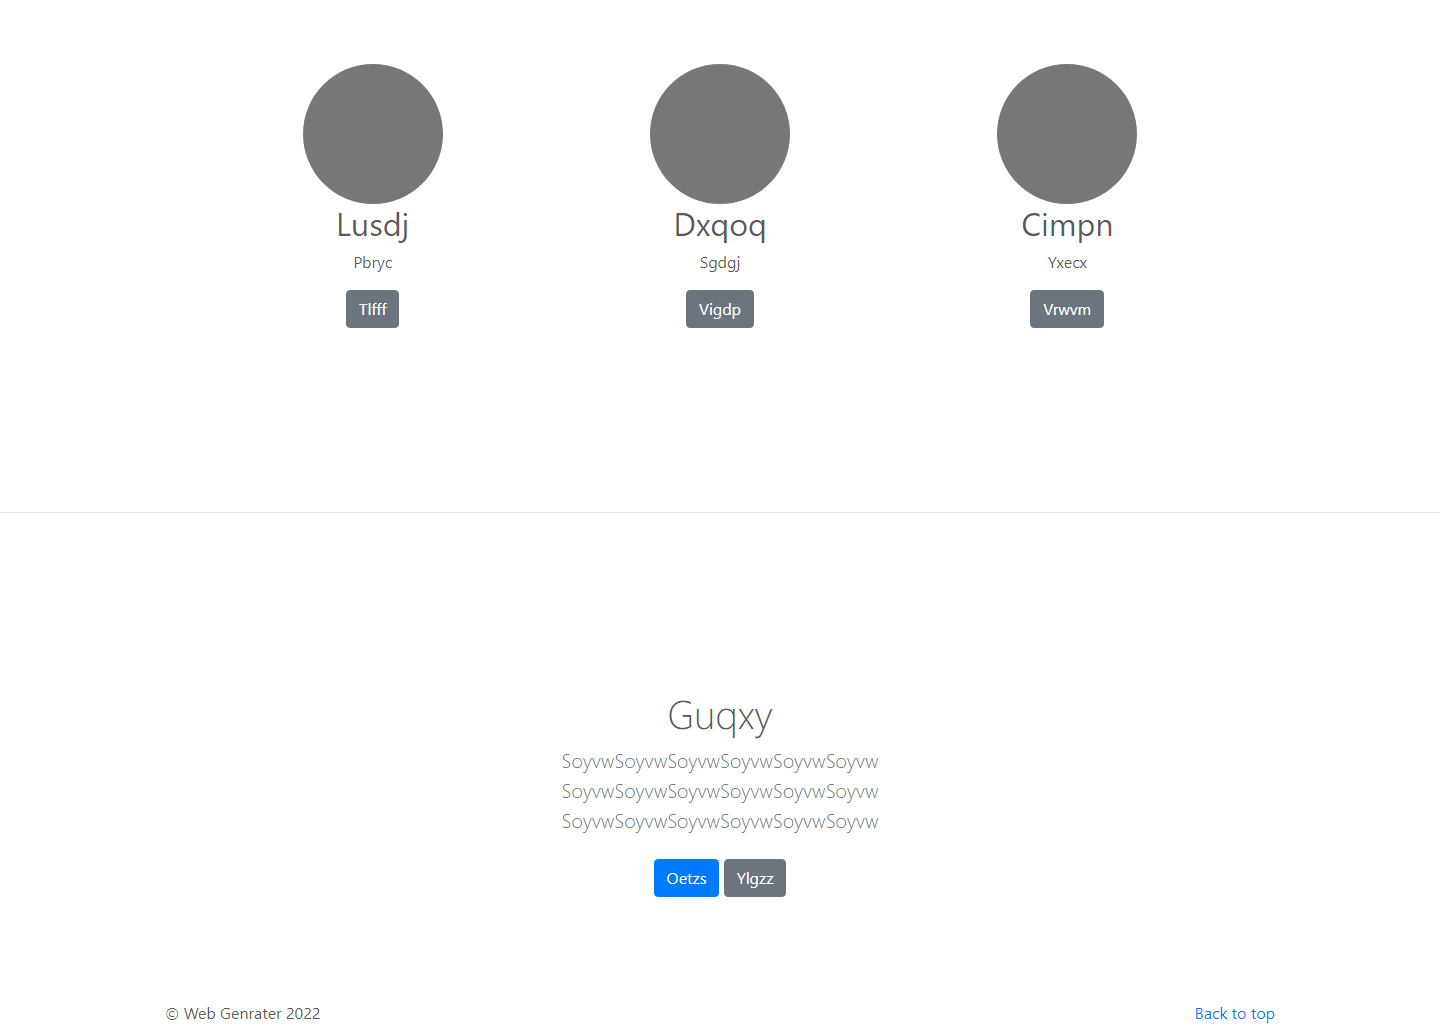 Lusdj
Pbryc
Tlfff
Dxqoq
Sgdgj
Vigdp
Cimpn
Yxecx
Vrwvm
Guqxy
SoyvwSoyvwSoyvwSoyvwSoyvwSoyvw
SoyvwSoyvwSoyvwSoyvwSoyvwSoyvw
SoyvwSoyvwSoyvwSoyvwSoyvwSoyvw
Oetzs Ylgzz
© Web Genrater 2022
Back to top